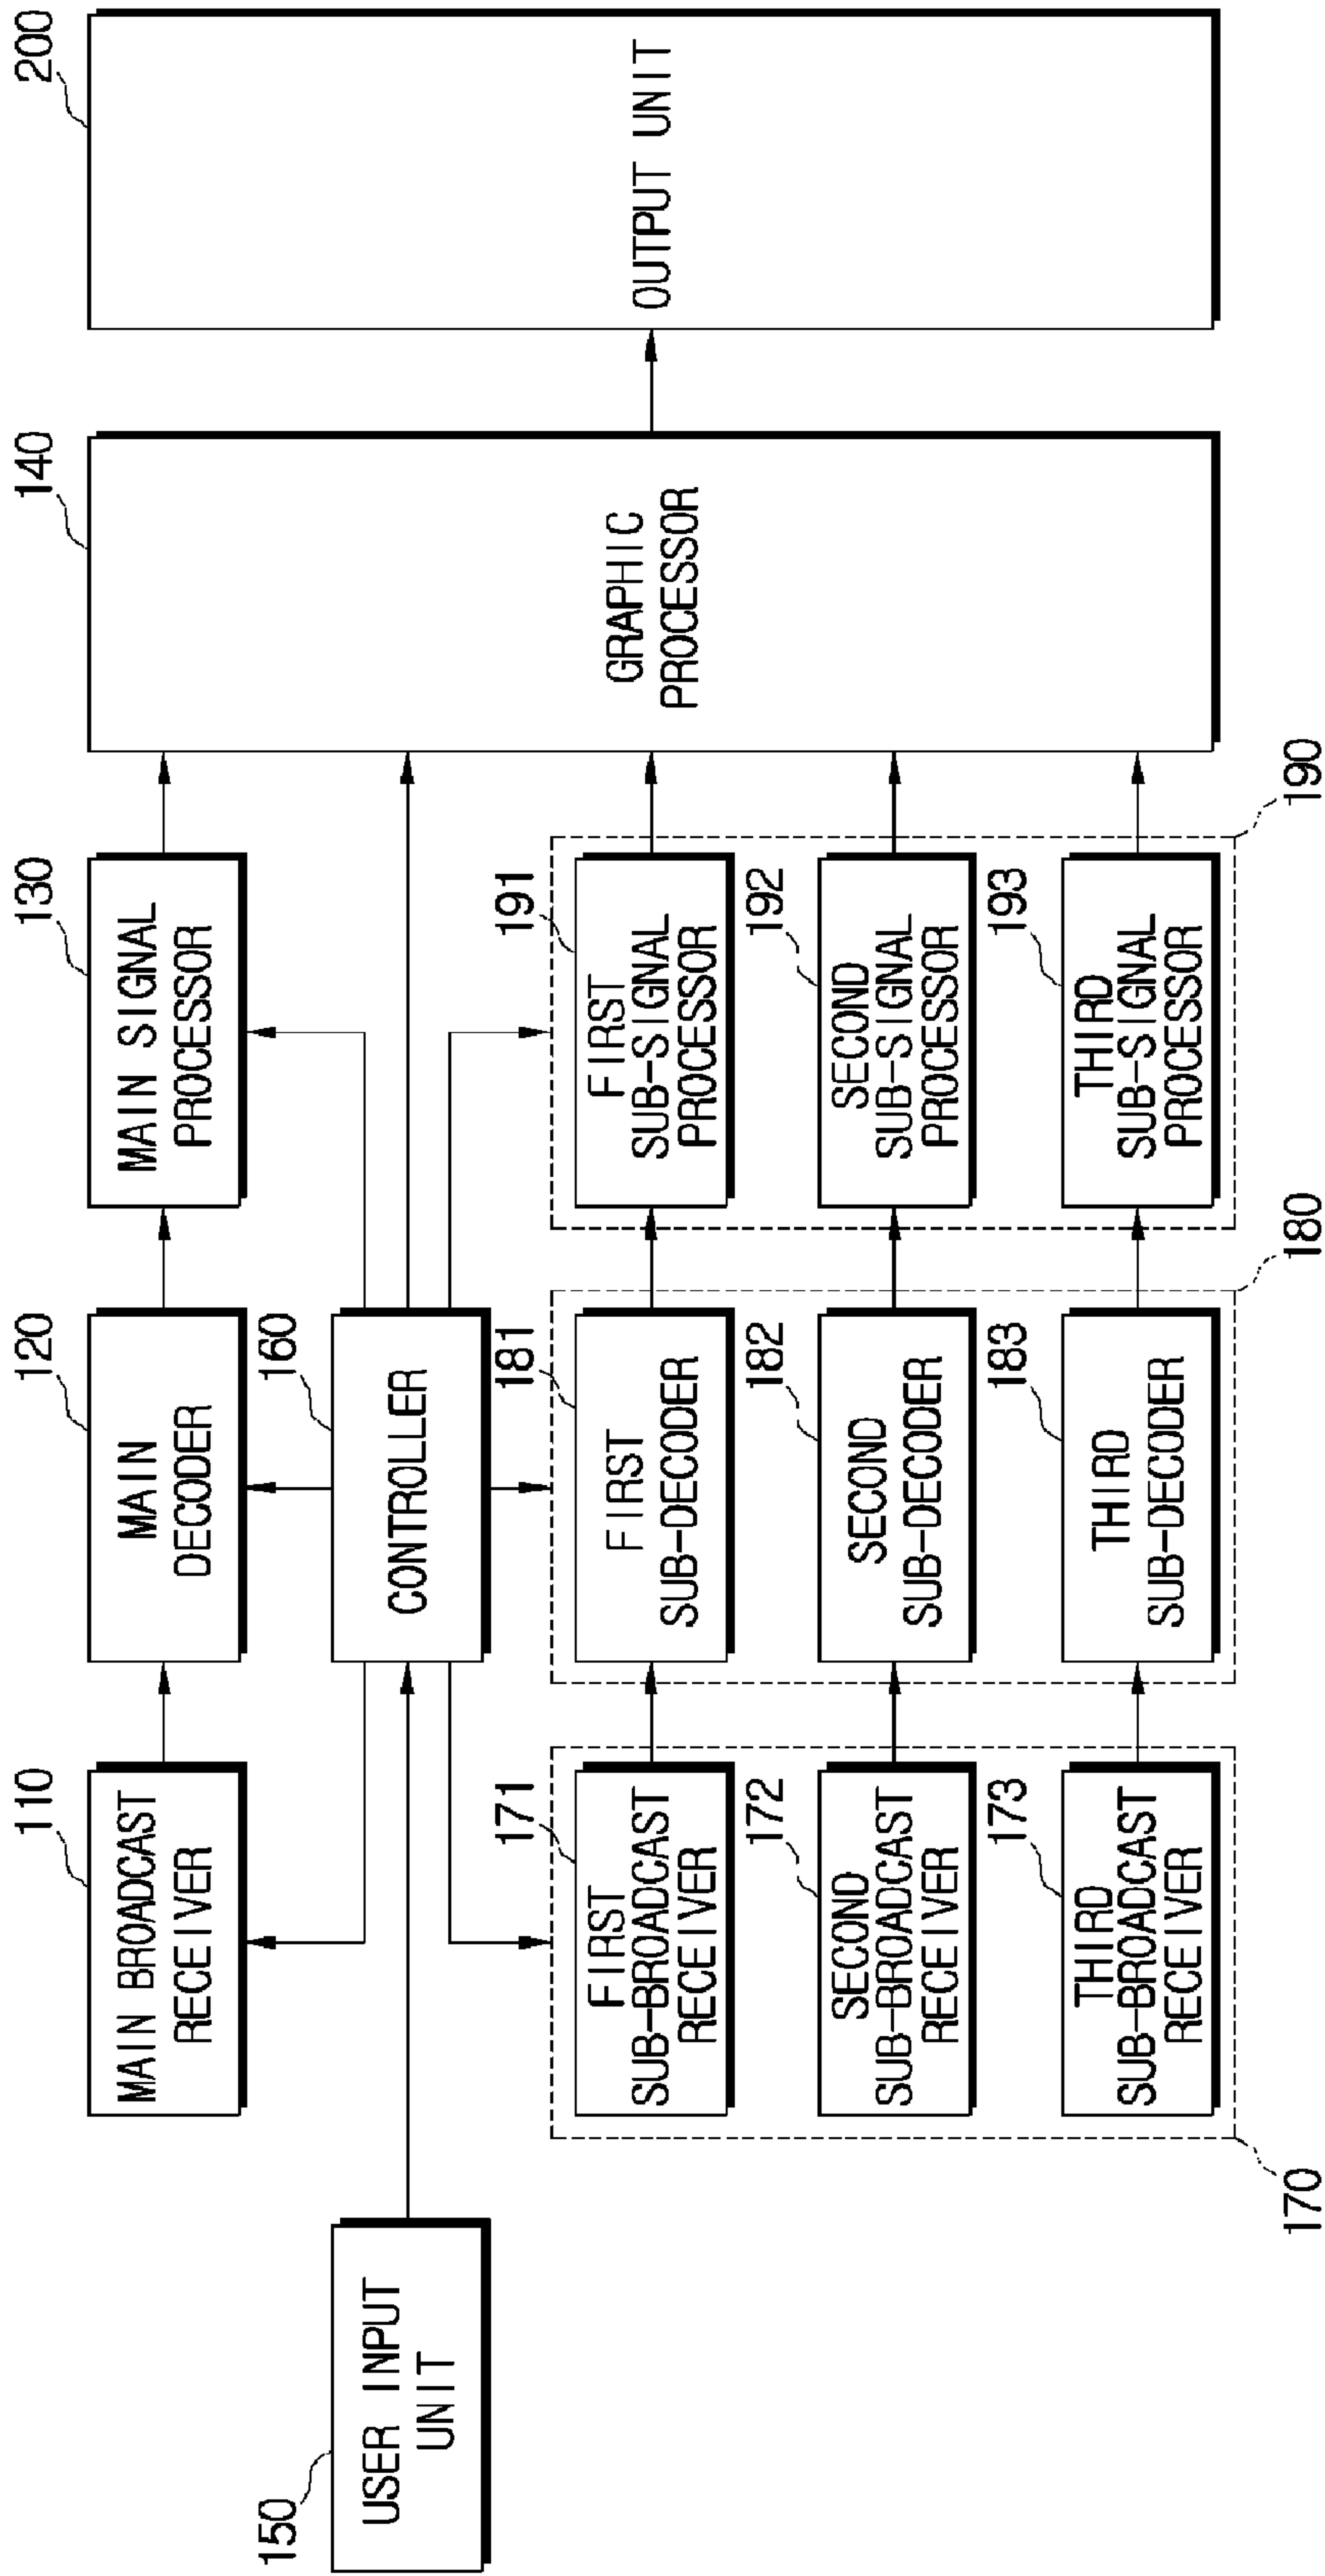 110
MAIN BROADCAST
RECEIVER
120
MAIN
DECODER
130
MAIN SIGNAL
PROCESSOR
140
GRAPHIC
PROCESSOR
200
OUTPUT UNIT
150
USER INPUT
UNIT
160
CONTROLLER
171
FIRST
SUB-BROADCAST
RECEIVER
181
FIRST
SUB-DECODER
191
FIRST
SUB-SIGNAL
PROCESSOR
172
SECOND
SUB-BROADCAST
RECEIVER
182
SECOND
SUB-DECODER
192
SECOND
SUB-SIGNAL
PROCESSOR
173
THIRD
SUB-BROADCAST
RECEIVER
183
THIRD
SUB-DECODER
193
THIRD
SUB-SIGNAL
PROCESSOR
170
180
190